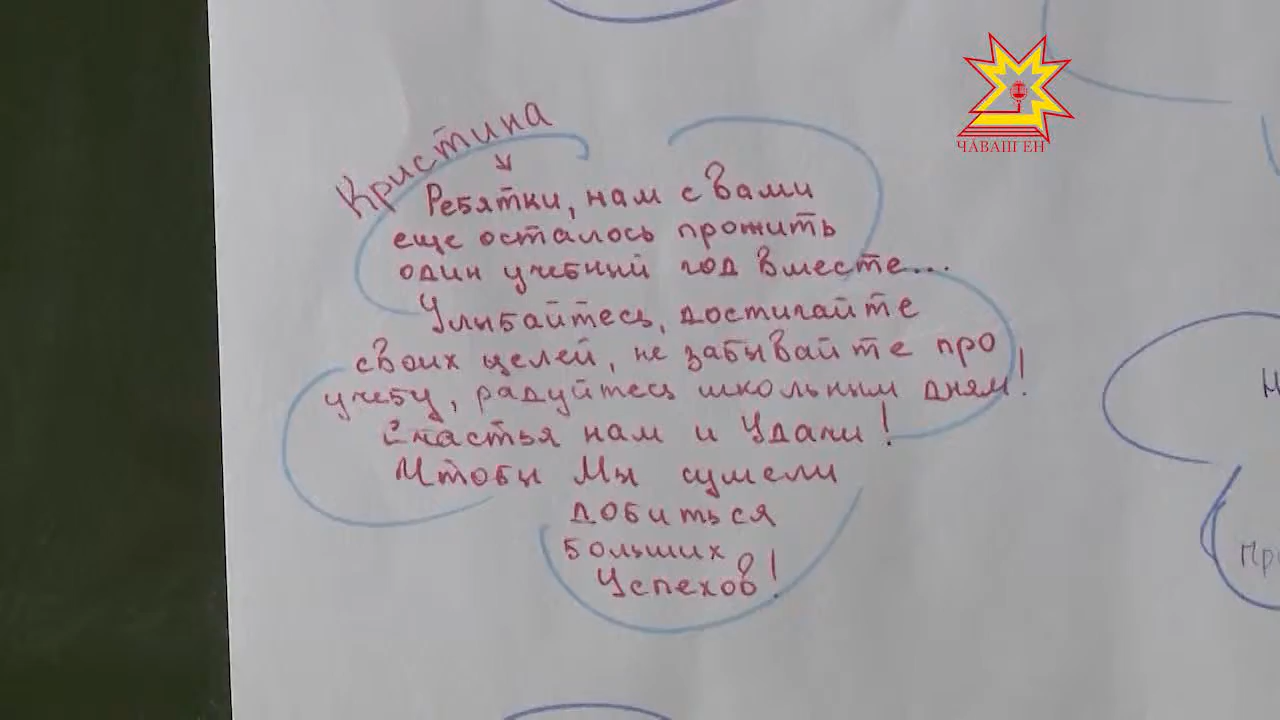 Кристина
Ребятки, нам с Вами
еще осталось прожить
один учебный год вместе...
Улыбайтесь, достигайте
своих целей, не забывайте про
учебу, радуйтесь школьным дням!
Счастья нам и Удачи!
Чтобы Мы сумели
добиться
больших
Успехов!
ЧӐВАШ ЕН